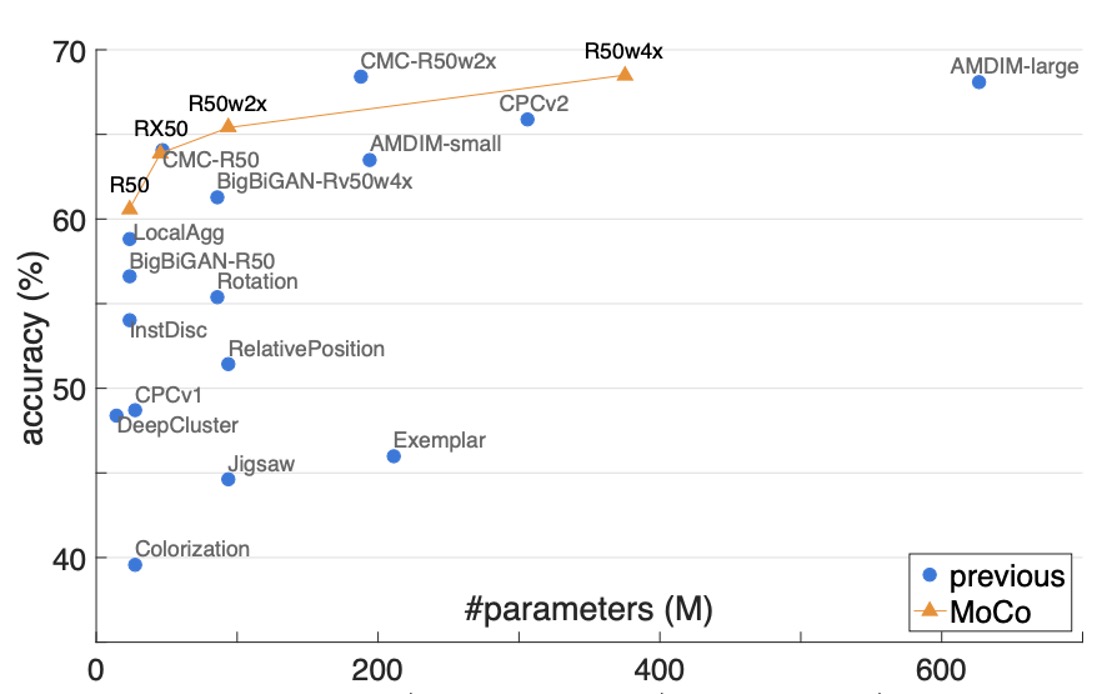 70
R50w4x
CMC-R50w2x
AMDIM-large
R50w2x
CPCv2
RX50
AMDIM-small
CMC-R50
R50
BigBiGAN-Rv50w4x
60
LocalAgg
BigBiGAN-R50
Rotation
InstDisc
RelativePosition
50
CPCv1
DeepCluster
Exemplar
Jigsaw
Colorization
40
accuracy (%)
previous
MoCo
#parameters (M)
0 200 400 600